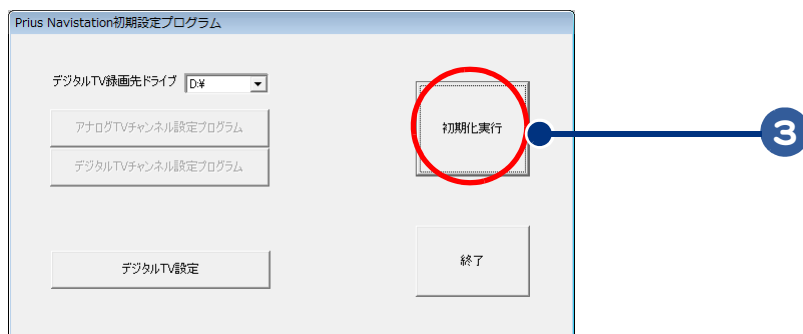 Prius Navistation初期設定プログラム
デジタルTV録画先ドライブ D:¥
アナログTVチャンネル設定プログラム
初期化実行
3
デジタルTVチャンネル設定プログラム
デジタルTV設定
終了